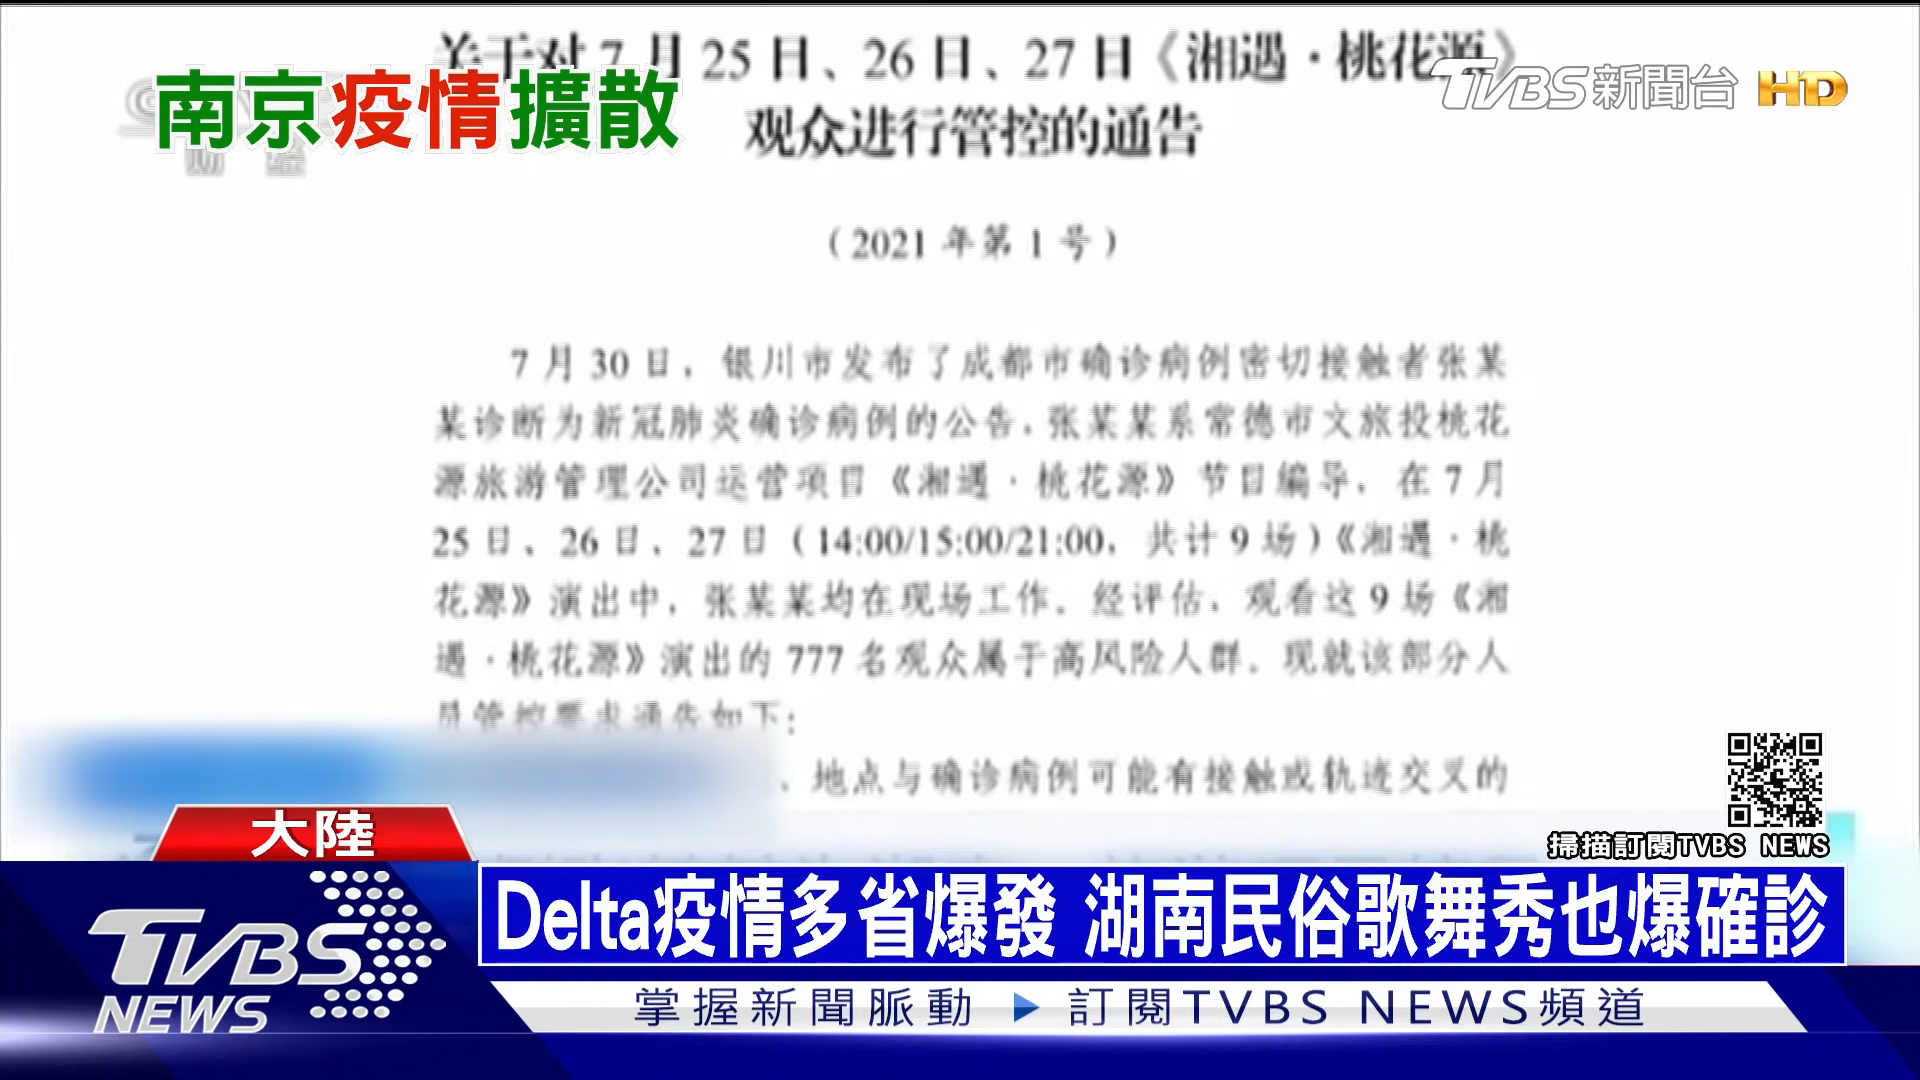 关于对7月25日、26日、27日《湘遇·桃花源》
观众进行管控的通告
南京疫情擴散
TVBS新聞台 HD
财经
（2021年第1号）
7月30日，银川市发布了成都市确诊病例密切接触者张某
某诊断为新冠肺炎确诊病例的公告，张某某系常德市文旅投桃花
源旅游管理公司运营项目《湘遇·桃花源》节目编导，在7月
25日、26日、27日（14:00/15:00/21:00，共计9场）《湘遇·桃
花源》演出中，张某某均在现场工作。经评估，观看这9场《湘
遇·桃花源》演出的777名观众属于高风险人群。现就该部分人
员管控要求通告如下：
、地点与确诊病例可能有接触或轨迹交叉的
大陸
掃描訂閱TVBS NEWS
Delta疫情多省爆發 湖南民俗歌舞秀也爆確診
TVBS
NEWS
掌握新聞脈動 ▶ 訂閱TVBS NEWS頻道